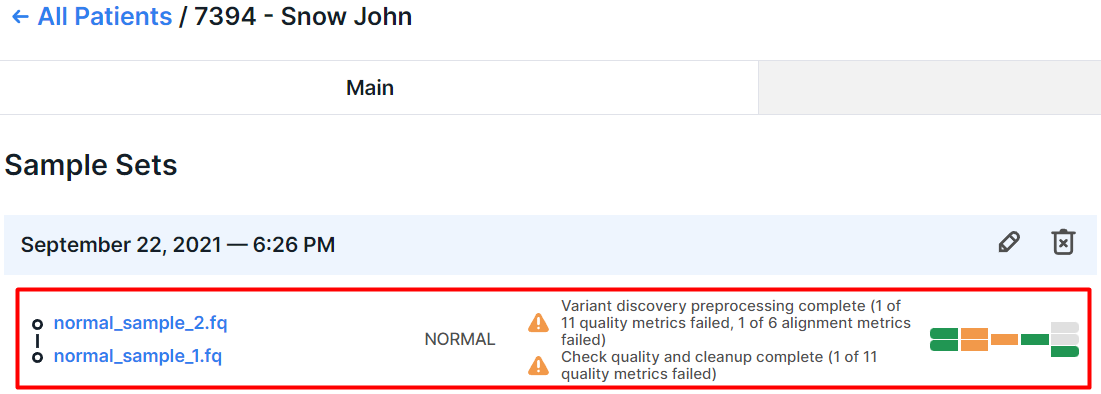 ← All Patients / 7394 - Snow John
Main
Sample Sets
September 22, 2021 — 6:26 PM
normal_sample_2.fq
normal_sample_1.fq
NORMAL
Variant discovery preprocessing complete (1 of
11 quality metrics failed, 1 of 6 alignment metrics
failed)
Check quality and cleanup complete (1 of 11
quality metrics failed)